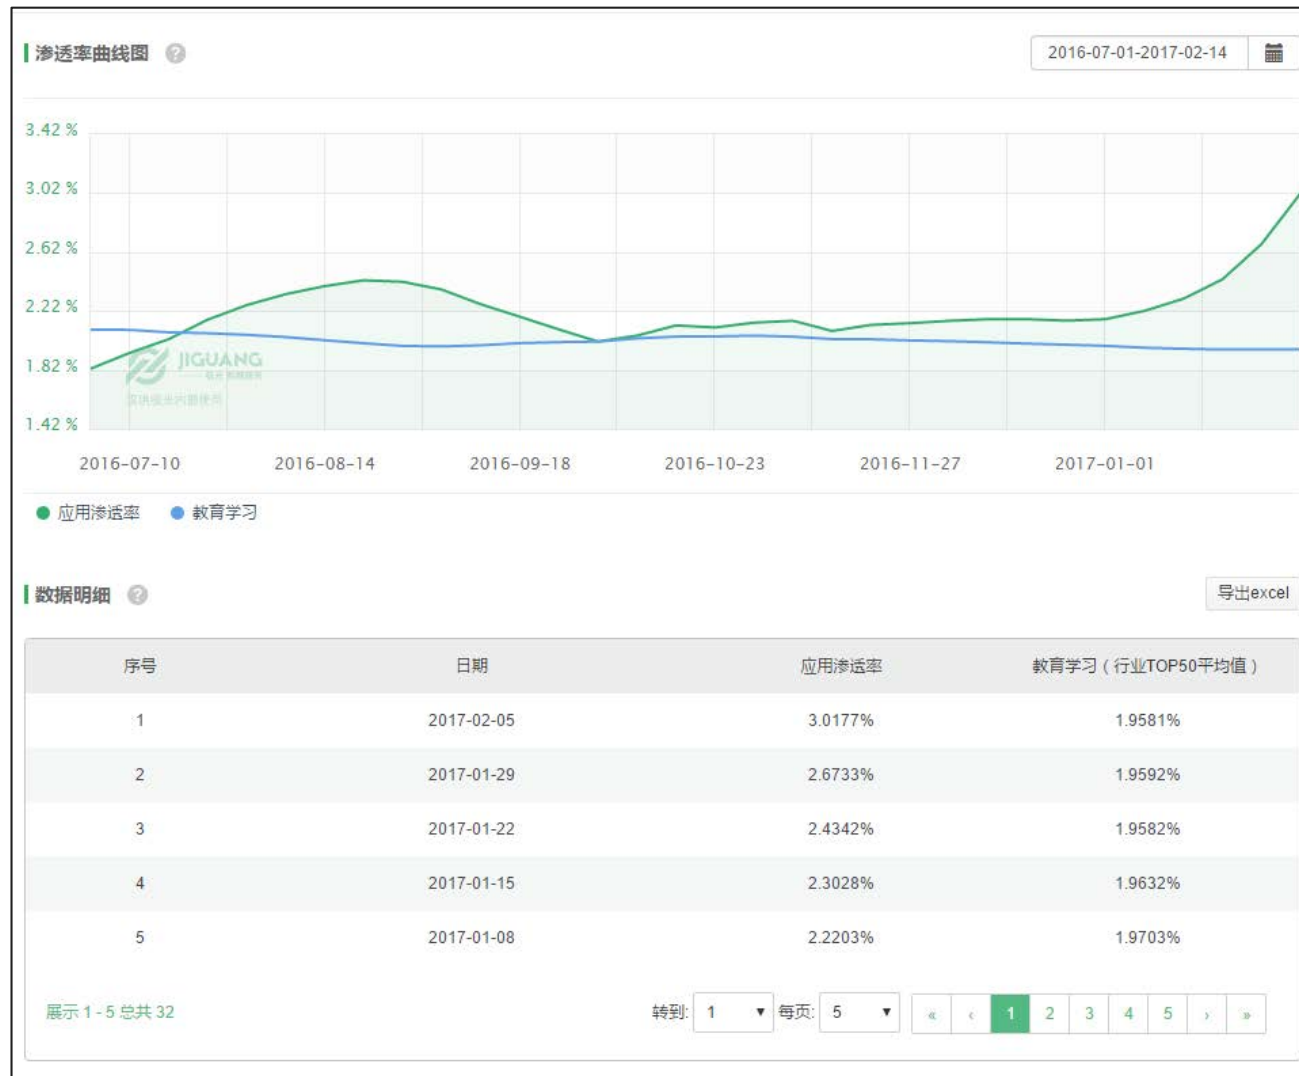 渗透率曲线图 ?
2016-07-01-2017-02-14
3.42 %
3.02 %
2.62 %
2.22 %
1.82 %
1.42 %
JIGUANG
2016-07-10 2016-08-14 2016-09-18 2016-10-23 2016-11-27 2017-01-01
应用渗透率 教育学习
数据明细 ?
导出excel
序号 日期 应用渗透率 教育学习（行业TOP50平均值）
1 2017-02-05 3.0177% 1.9581%
2 2017-01-29 2.6733% 1.9592%
3 2017-01-22 2.4342% 1.9582%
4 2017-01-15 2.3028% 1.9632%
5 2017-01-08 2.2203% 1.9703%
展示 1 - 5 总共 32 转到: 1 ▼ 每页: 5 ▼ « ‹ 1 2 3 4 5 › »